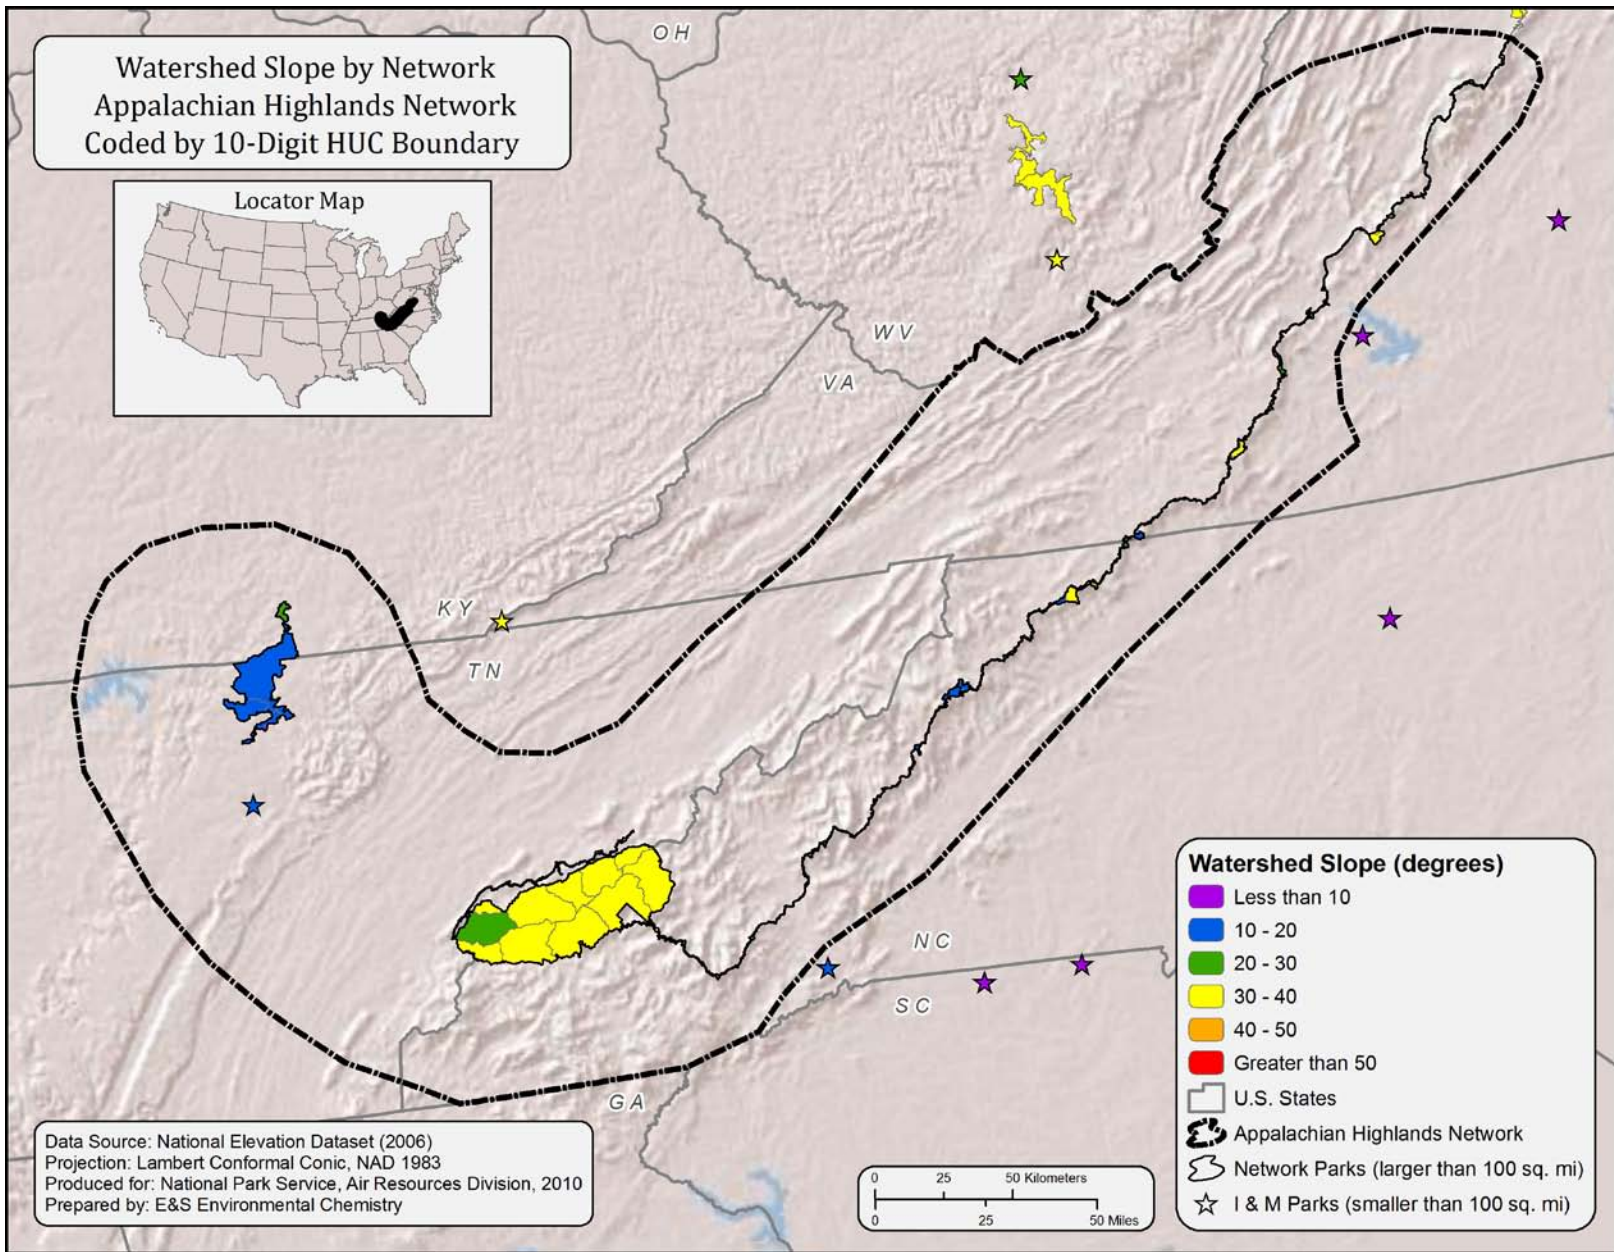 Watershed Slope by Network
Appalachian Highlands Network
Coded by 10-Digit HUC Boundary
Locator Map
OH
WV
VA
KY
TN
NC
SC
GA
Watershed Slope (degrees)
Less than 10
10 - 20
20 - 30
30 - 40
40 - 50
Greater than 50
U.S. States
Appalachian Highlands Network
Network Parks (larger than 100 sq. mi)
I & M Parks (smaller than 100 sq. mi)
Data Source: National Elevation Dataset (2006)
Projection: Lambert Conformal Conic, NAD 1983
Produced for: National Park Service, Air Resources Division, 2010
Prepared by: E&S Environmental Chemistry
0 25 50 Kilometers
0 25 50 Miles